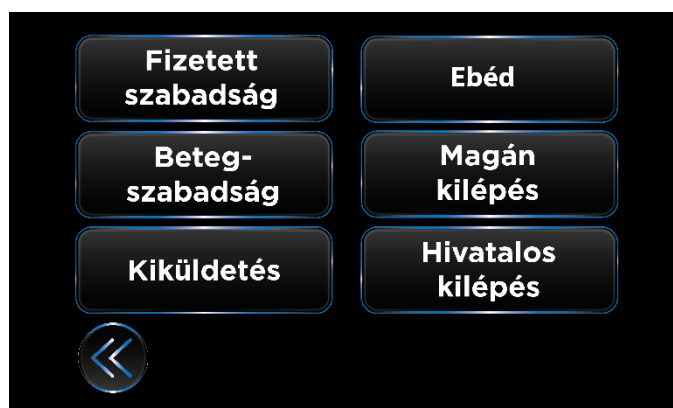 Fizetett
szabadság
Ebéd
Beteg-
szabadság
Magán
kilépés
Kiküldetés
Hivatalos
kilépés